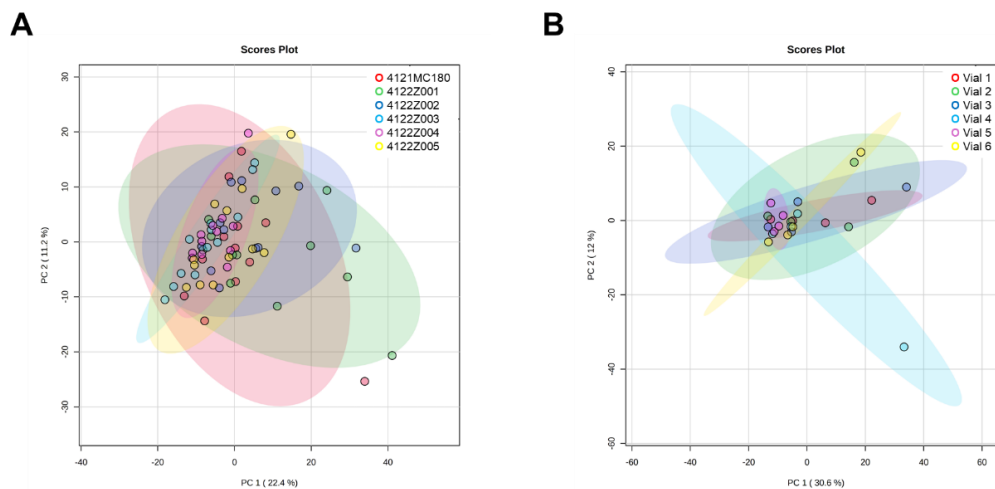 A
Scores Plot
4121MC180
4122Z001
4122Z002
4122Z003
4122Z004
4122Z005
30
20
10
0
-10
-20
-30
PC 2 ( 11.2 %)
-40
-20
0
20
40
PC 1 ( 22.4 %)
B
Scores Plot
Vial 1
Vial 2
Vial 3
Vial 4
Vial 5
Vial 6
40
20
0
-20
-40
-60
PC 2 ( 12 %)
-60
-40
-20
0
20
40
60
PC 1 ( 30.6 %)